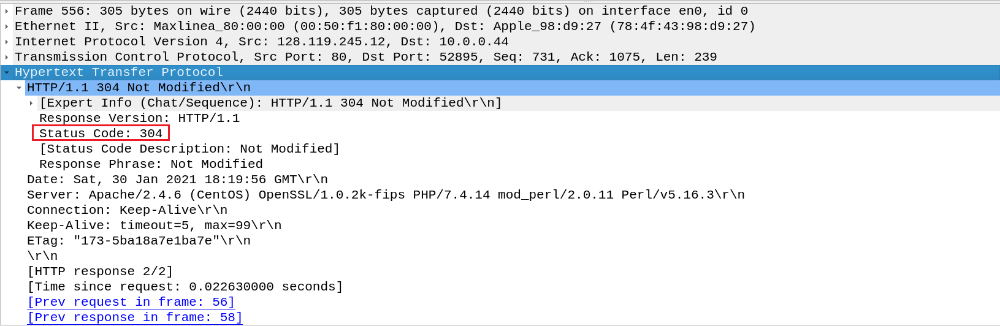 Frame 556: 305 bytes on wire (2440 bits), 305 bytes captured (2440 bits) on interface en0, id 0
Ethernet II, Src: Maxlinea_80:00:00 (00:50:f1:80:00:00), Dst: Apple_98:d9:27 (78:4f:43:98:d9:27)
Internet Protocol Version 4, Src: 128.119.245.12, Dst: 10.0.0.44
Transmission Control Protocol, Src Port: 80, Dst Port: 52895, Seq: 731, Ack: 1075, Len: 239
Hypertext Transfer Protocol
HTTP/1.1 304 Not Modified\r\n
[Expert Info (Chat/Sequence): HTTP/1.1 304 Not Modified\r\n]
Response Version: HTTP/1.1
Status Code: 304
[Status Code Description: Not Modified]
Response Phrase: Not Modified
Date: Sat, 30 Jan 2021 18:19:56 GMT\r\n
Server: Apache/2.4.6 (CentOS) OpenSSL/1.0.2k-fips PHP/7.4.14 mod_perl/2.0.11 Perl/v5.16.3\r\n
Connection: Keep-Alive\r\n
Keep-Alive: timeout=5, max=99\r\n
ETag: "173-5ba18a7e1ba7e"\r\n
\r\n
[HTTP response 2/2]
[Time since request: 0.022630000 seconds]
[Prev request in frame: 56]
[Prev response in frame: 58]